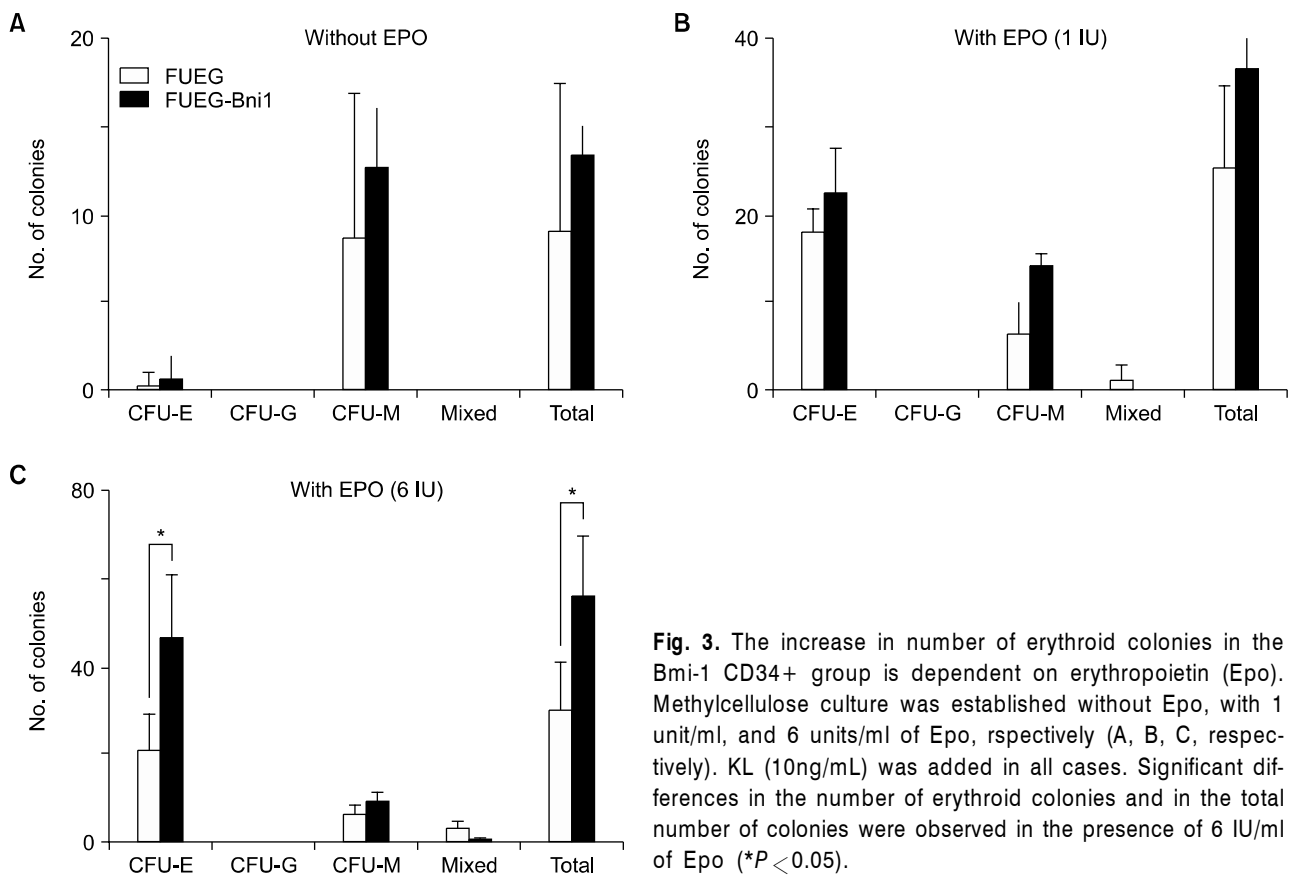 A
Without EPO
20
10
0
No. of colonies
FUEG
FUEG-Bni1
CFU-E CFU-G CFU-M Mixed Total
B
With EPO (1 IU)
40
20
0
No. of colonies
CFU-E CFU-G CFU-M Mixed Total
C
With EPO (6 IU)
80
40
0
No. of colonies
* *
CFU-E CFU-G CFU-M Mixed Total
Fig. 3. The increase in number of erythroid colonies in the
Bmi-1 CD34+ group is dependent on erythropoietin (Epo).
Methylcellulose culture was established without Epo, with 1
unit/ml, and 6 units/ml of Epo, rspectively (A, B, C, respec-
tively). KL (10ng/mL) was added in all cases. Significant dif-
ferences in the number of erythroid colonies and in the total
number of colonies were observed in the presence of 6 IU/ml
of Epo (*P<0.05).